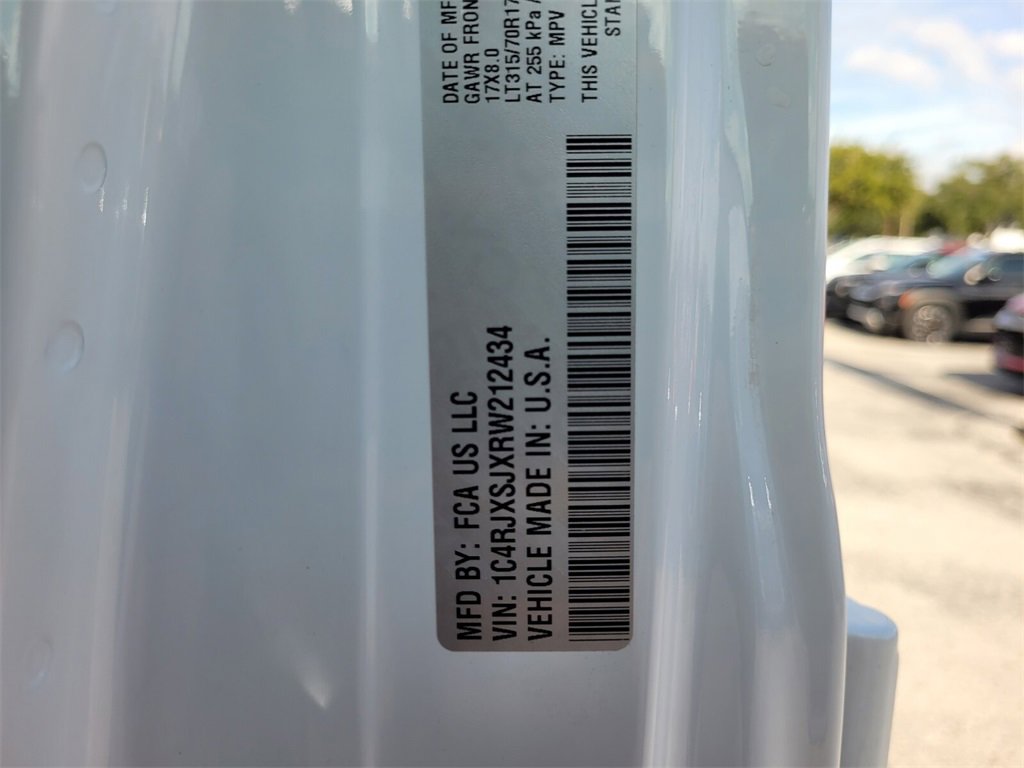 MFD BY: FCA US LLC
VIN: 1C4RJXSJXRW212434
VEHICLE MADE IN: U.S.A.
DATE OF MF
GAWR FRON
17X8.0
LT315/70R17
AT 255 kPa /
TYPE: MPV
THIS VEHICLE
STAN